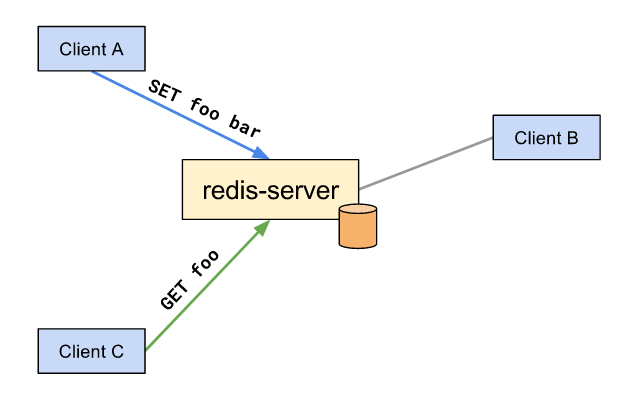 Client A
SET foo bar
Client B
redis-server
GET foo
Client C